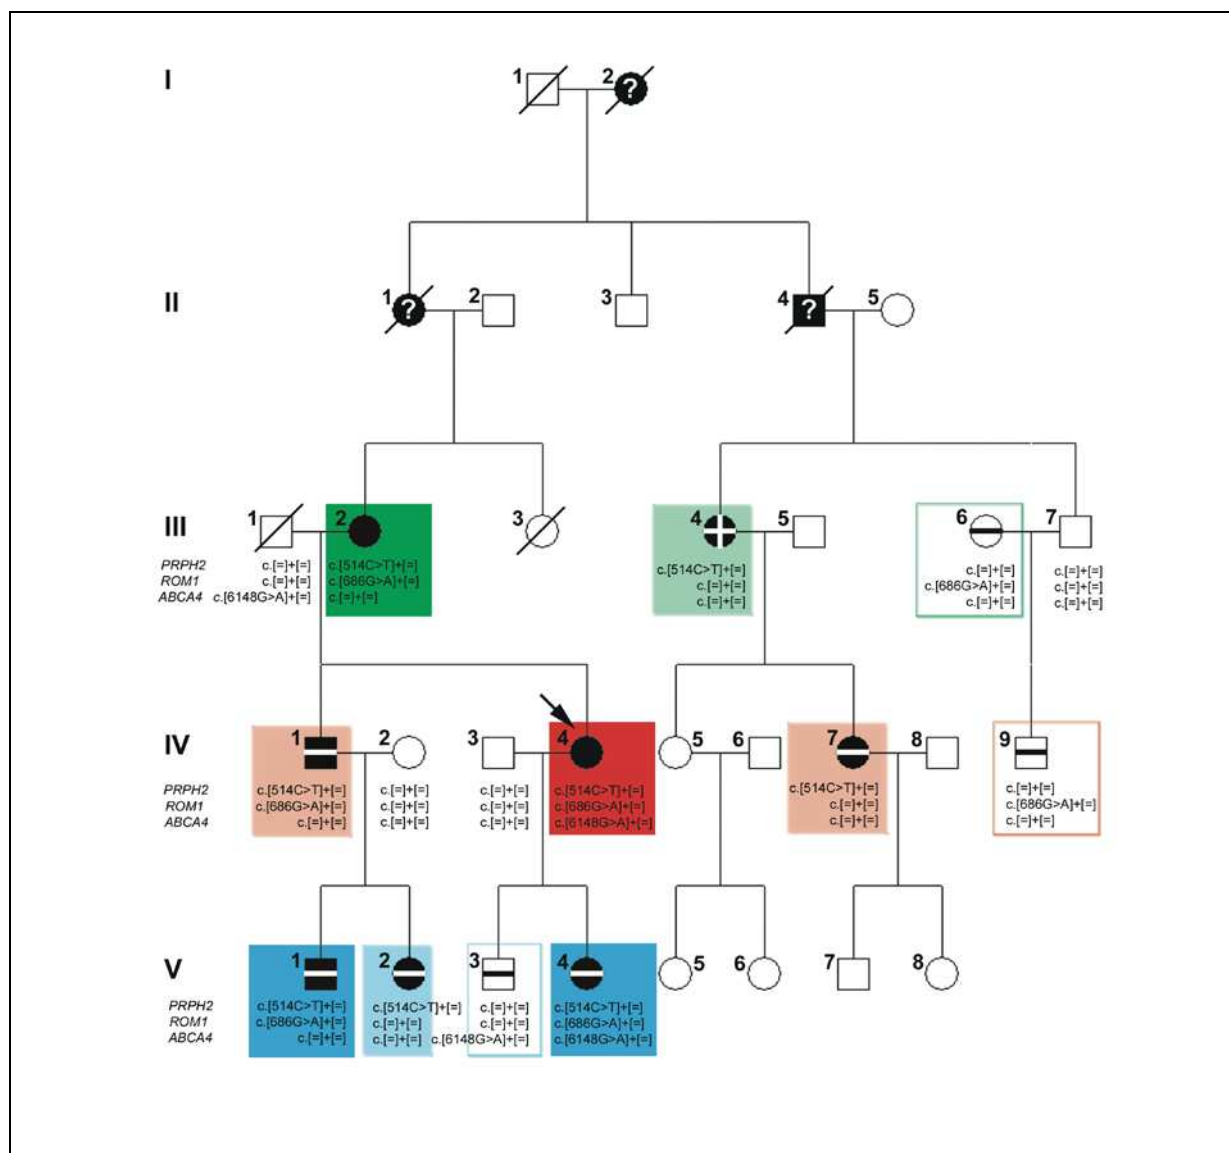 I
1 2
?
II
1 2 3 4 5
? ?
III
1 2 3 4 5 6 7
PRPH2 c.[=]+[=] c.[514C>T]+[=] c.[514C>T]+[=] c.[=]+[=] c.[=]+[=]
ROM1 c.[=]+[=] c.[686G>A]+[=] c.[=]+[=] c.[686G>A]+[=] c.[=]+[=]
ABCA4 c.[6148G>A]+[=] c.[=]+[=] c.[=]+[=] c.[=]+[=] c.[=]+[=]
IV
1 2 3 4 5 6 7 8 9
PRPH2 c.[514C>T]+[=] c.[=]+[=] c.[=]+[=] c.[514C>T]+[=] c.[514C>T]+[=] c.[=]+[=]
ROM1 c.[686G>A]+[=] c.[=]+[=] c.[=]+[=] c.[686G>A]+[=] c.[=]+[=] c.[686G>A]+[=]
ABCA4 c.[=]+[=] c.[=]+[=] c.[=]+[=] c.[6148G>A]+[=] c.[=]+[=] c.[=]+[=]
V
1 2 3 4 5 6 7 8
PRPH2 c.[514C>T]+[=] c.[514C>T]+[=] c.[=]+[=] c.[514C>T]+[=]
ROM1 c.[686G>A]+[=] c.[=]+[=] c.[=]+[=] c.[686G>A]+[=]
ABCA4 c.[=]+[=] c.[=]+[=] c.[6148G>A]+[=] c.[6148G>A]+[=]